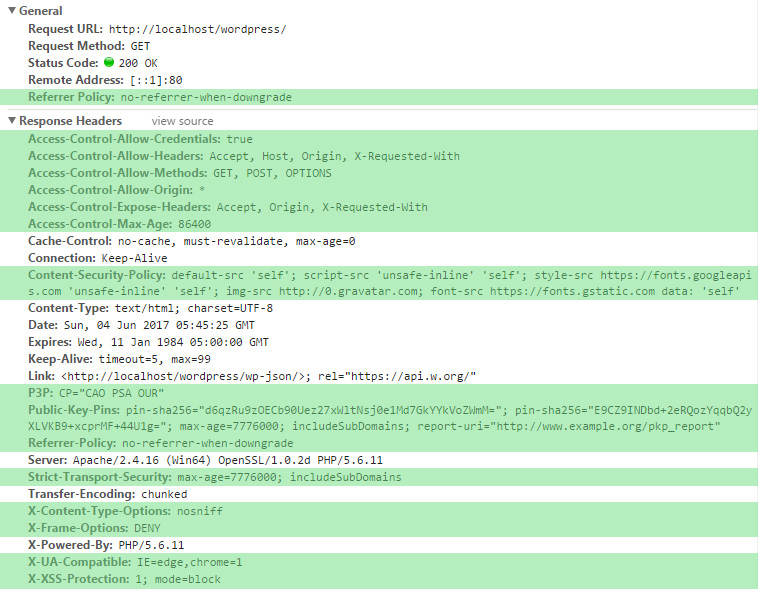 General
Request URL: http://localhost/wordpress/
Request Method: GET
Status Code: 200 OK
Remote Address: [::1]:80
Referrer Policy: no-referrer-when-downgrade
Response Headers view source
Access-Control-Allow-Credentials: true
Access-Control-Allow-Headers: Accept, Host, Origin, X-Requested-With
Access-Control-Allow-Methods: GET, POST, OPTIONS
Access-Control-Allow-Origin: *
Access-Control-Expose-Headers: Accept, Origin, X-Requested-With
Access-Control-Max-Age: 86400
Cache-Control: no-cache, must-revalidate, max-age=0
Connection: Keep-Alive
Content-Security-Policy: default-src 'self'; script-src 'unsafe-inline' 'self'; style-src https://fonts.googleapi
s.com 'unsafe-inline' 'self'; img-src http://0.gravatar.com; font-src https://fonts.gstatic.com data: 'self'
Content-Type: text/html; charset=UTF-8
Date: Sun, 04 Jun 2017 05:45:25 GMT
Expires: Wed, 11 Jan 1984 05:00:00 GMT
Keep-Alive: timeout=5, max=99
Link: <http://localhost/wordpress/wp-json/>; rel="https://api.w.org/"
P3P: CP="CAO PSA OUR"
Public-Key-Pins: pin-sha256="d6qzRu9zOECb90Uez27xWltNsj0e1Md7GkYYkVoZWmM="; pin-sha256="E9CZ9INDbd+2eRQozYqqbQ2y
XLVKB9+xcprMF+44U1g="; max-age=7776000; includeSubDomains; report-uri="http://www.example.org/pkp_report"
Referrer-Policy: no-referrer-when-downgrade
Server: Apache/2.4.16 (Win64) OpenSSL/1.0.2d PHP/5.6.11
Strict-Transport-Security: max-age=7776000; includeSubDomains
Transfer-Encoding: chunked
X-Content-Type-Options: nosniff
X-Frame-Options: DENY
X-Powered-By: PHP/5.6.11
X-UA-Compatible: IE=edge,chrome=1
X-XSS-Protection: 1; mode=block